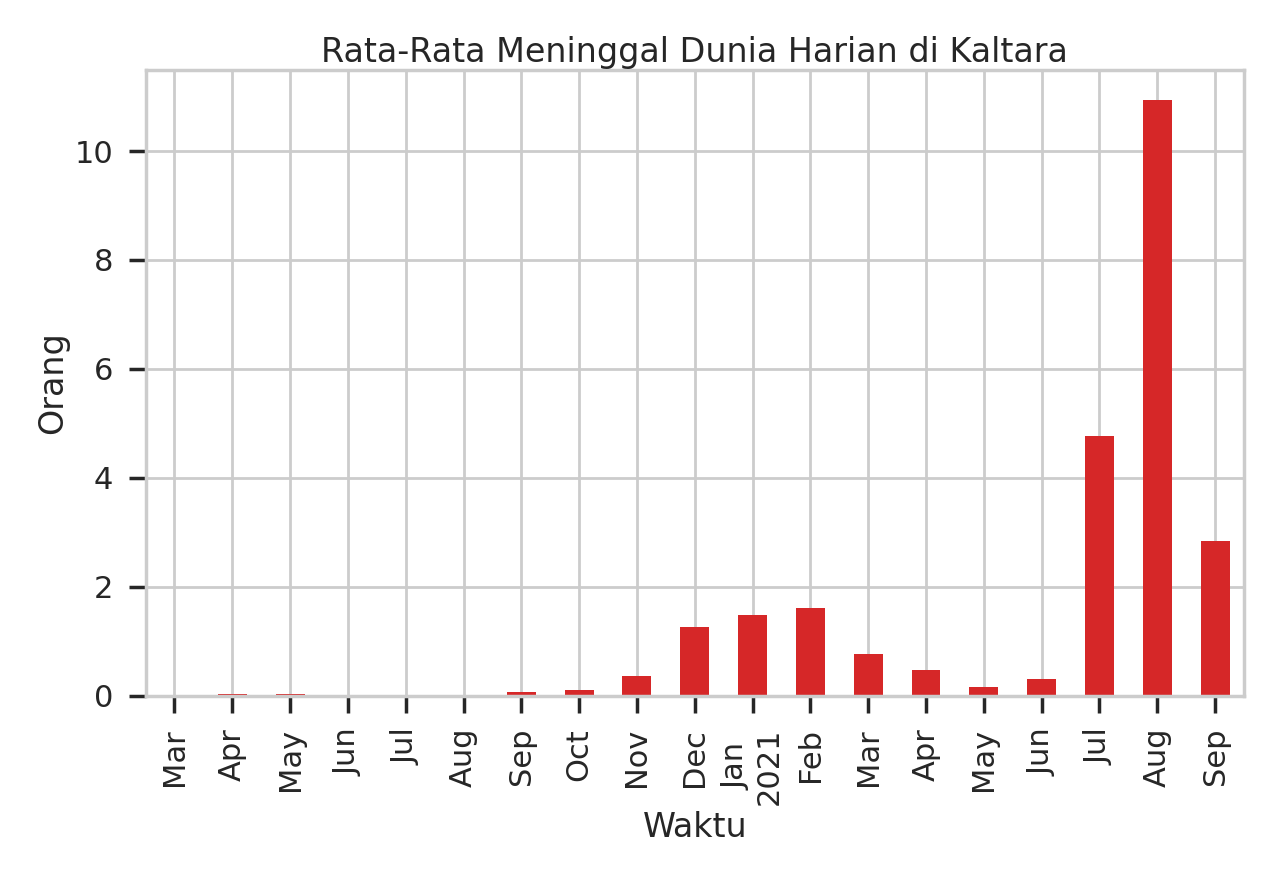 Rata-Rata Meninggal Dunia Harian di Kaltara
Orang
10
8
6
4
2
0
Mar
Apr
May
Jun
Jul
Aug
Sep
Oct
Nov
Dec
Jan
2021
Feb
Mar
Apr
May
Jun
Jul
Aug
Sep
Waktu